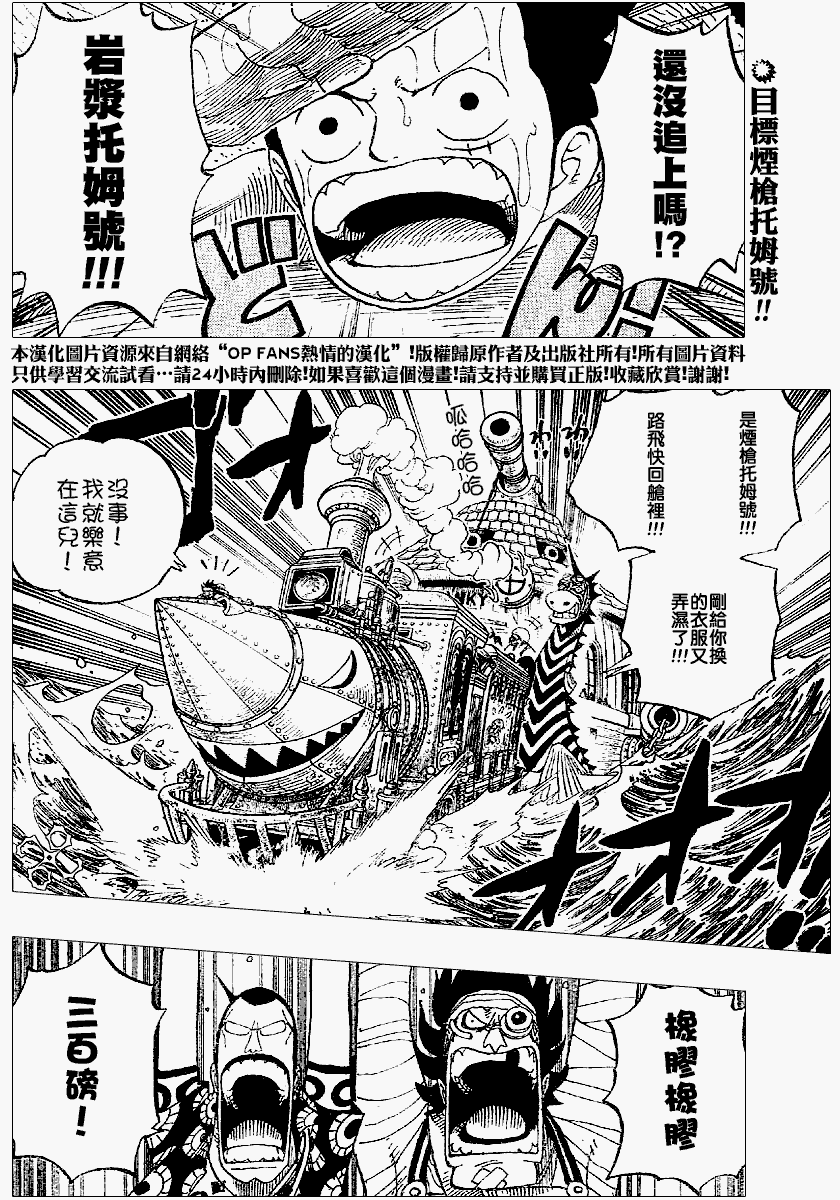 目標煙槍托姆號!!
還沒追上嗎!?
岩漿托姆號!!!
本漢化圖片資源來自網絡“OP FANS熱情的漢化”!版權歸原作者及出版社所有!所有圖片資料
只供學習交流試看…請24小時內刪除!如果喜歡這個漫畫!請支持並購買正版!收藏欣賞!謝謝!
是煙槍托姆號!!!
路飛快回艙裡!!!
剛給你換
的衣服又
弄濕了!!!
呱哈哈哈
沒事!
我就樂意
在這兒!
橡膠橡膠
三百磅!